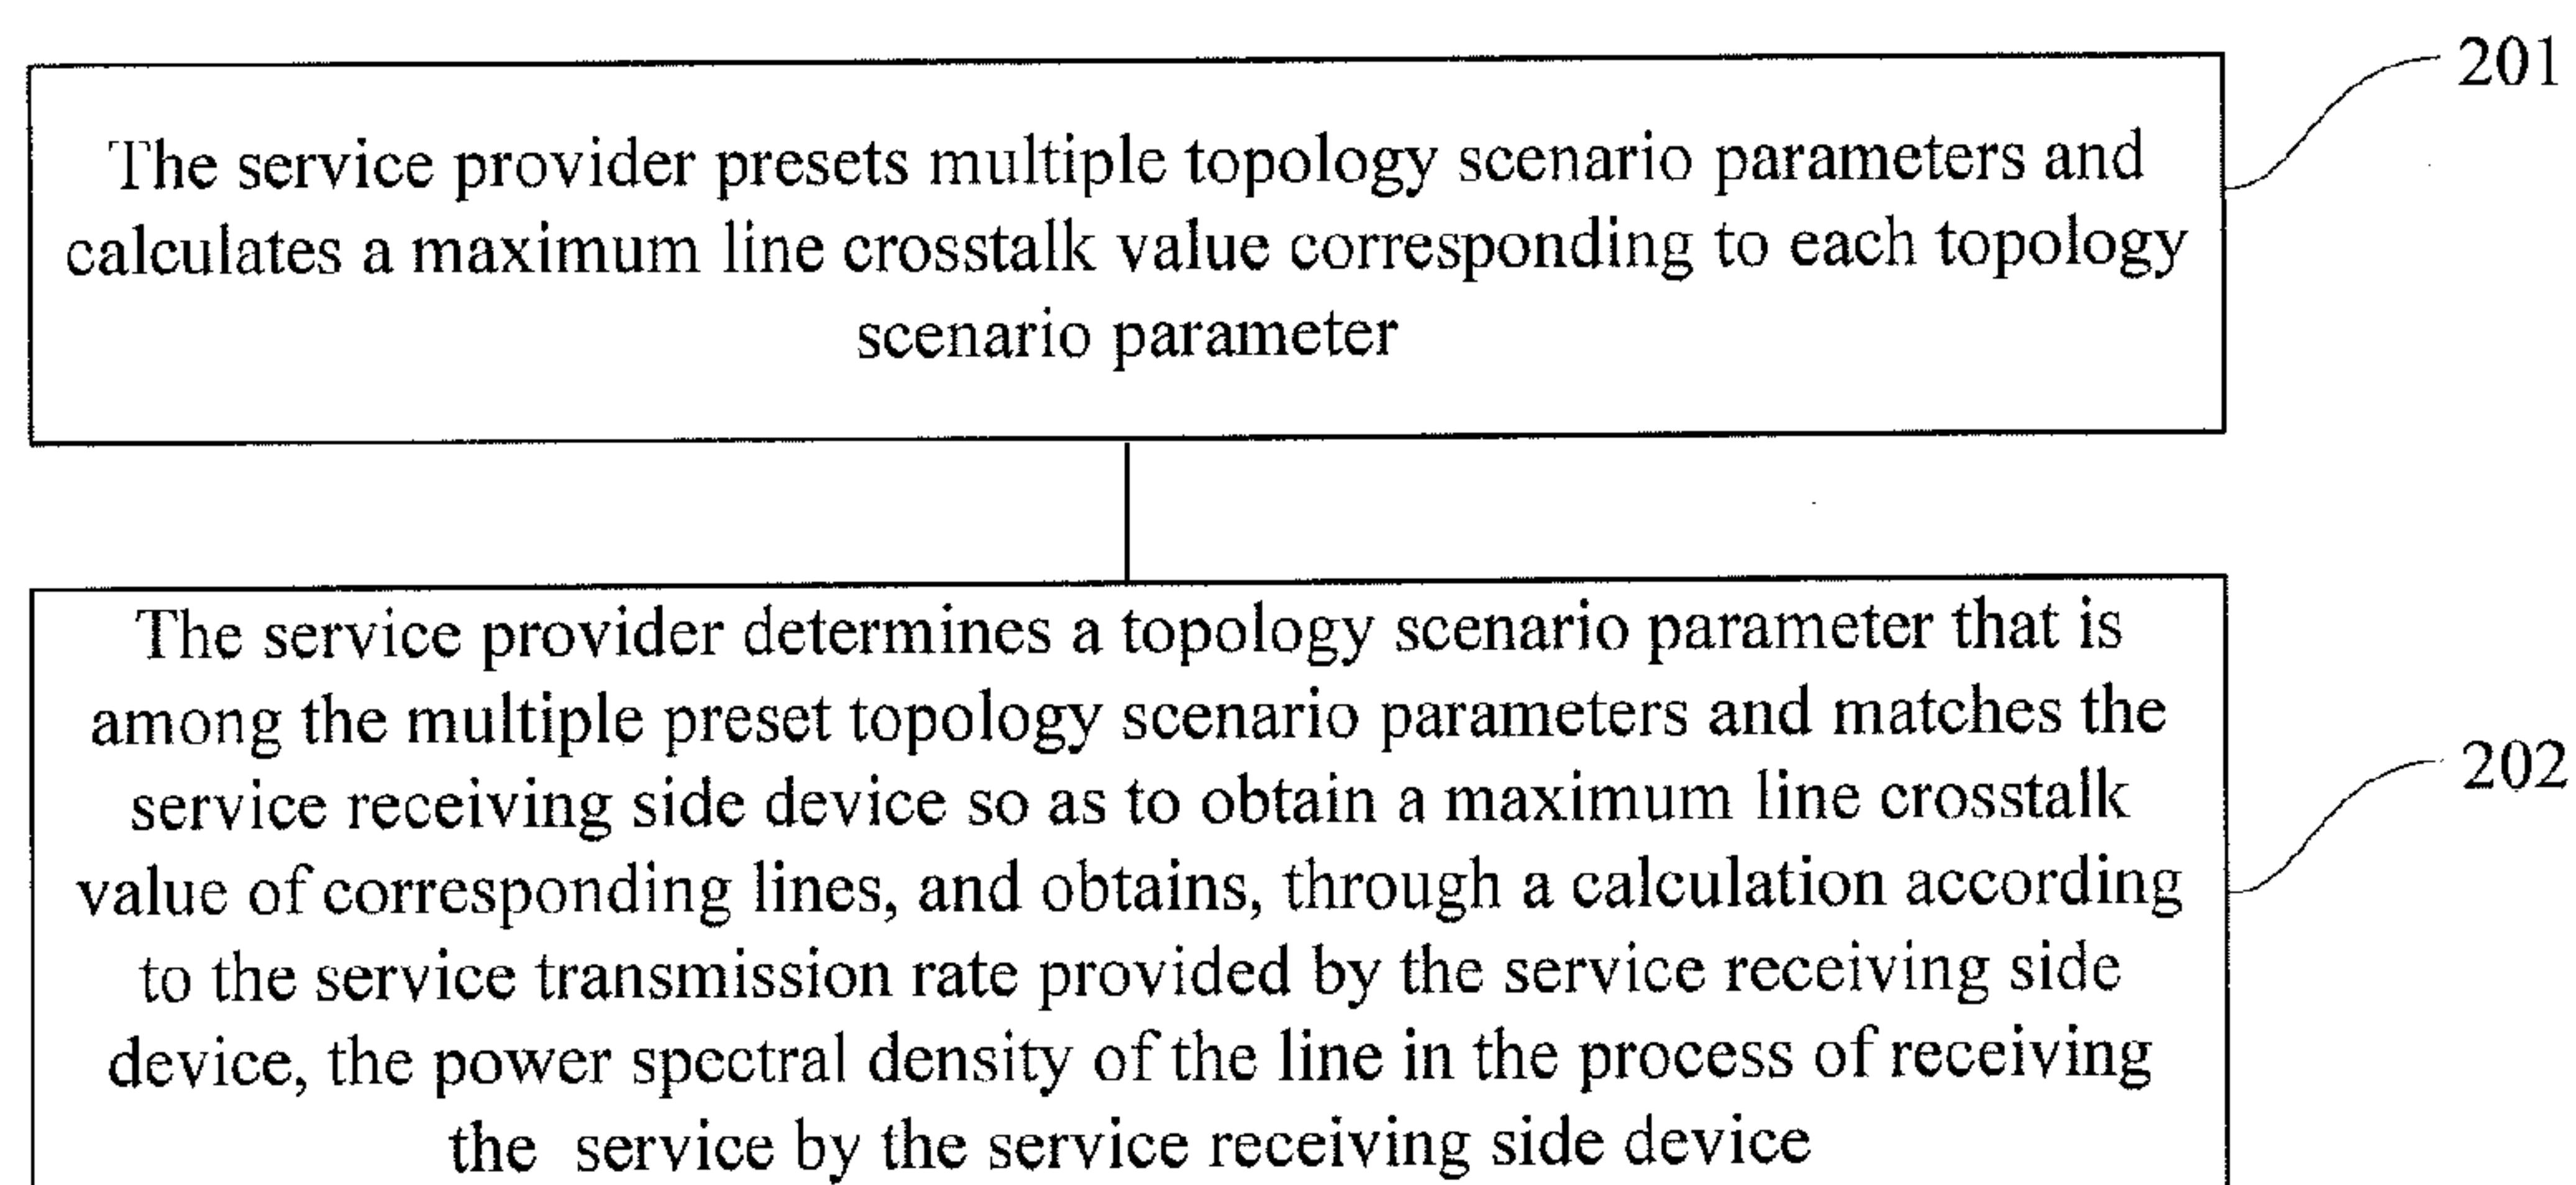 201
The service provider presets multiple topology scenario parameters and
calculates a maximum line crosstalk value corresponding to each topology
scenario parameter
The service provider determines a topology scenario parameter that is
among the multiple preset topology scenario parameters and matches the
service receiving side device so as to obtain a maximum line crosstalk
202
value of corresponding lines, and obtains, through a calculation according
to the service transmission rate provided by the service receiving side
device, the power spectral density of the line in the process of receiving
the service by the service receiving side device